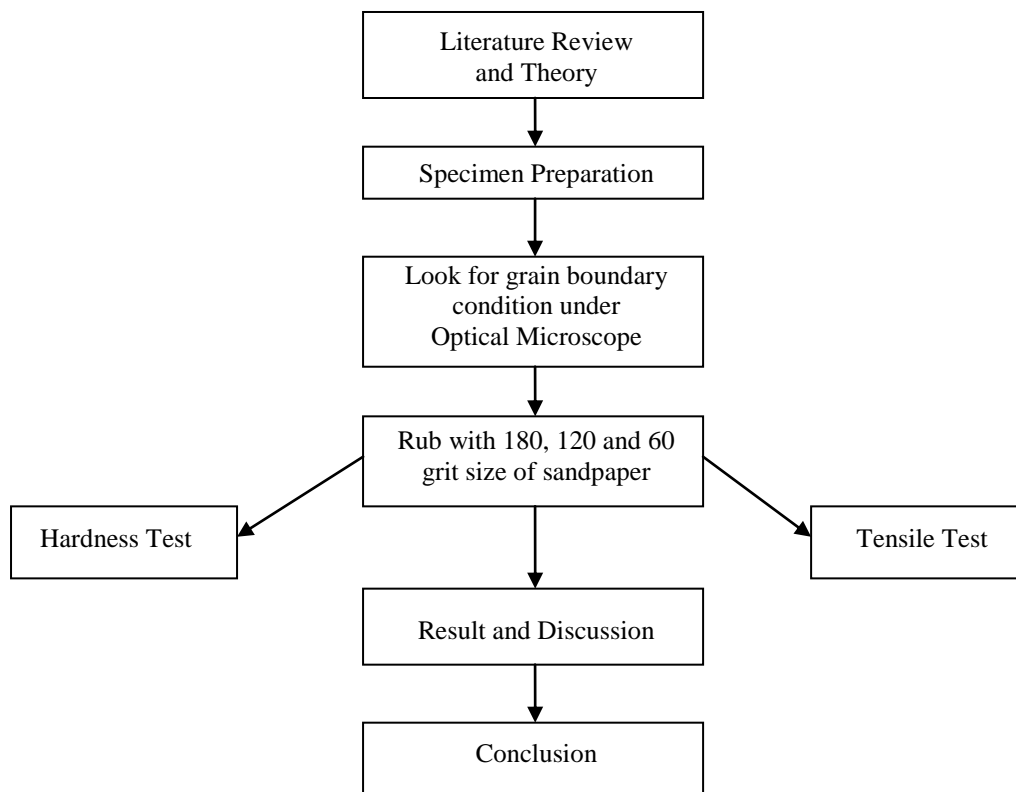 Literature Review
and Theory
Specimen Preparation
Look for grain boundary
condition under
Optical Microscope
Rub with 180, 120 and 60
grit size of sandpaper
Hardness Test
Tensile Test
Result and Discussion
Conclusion